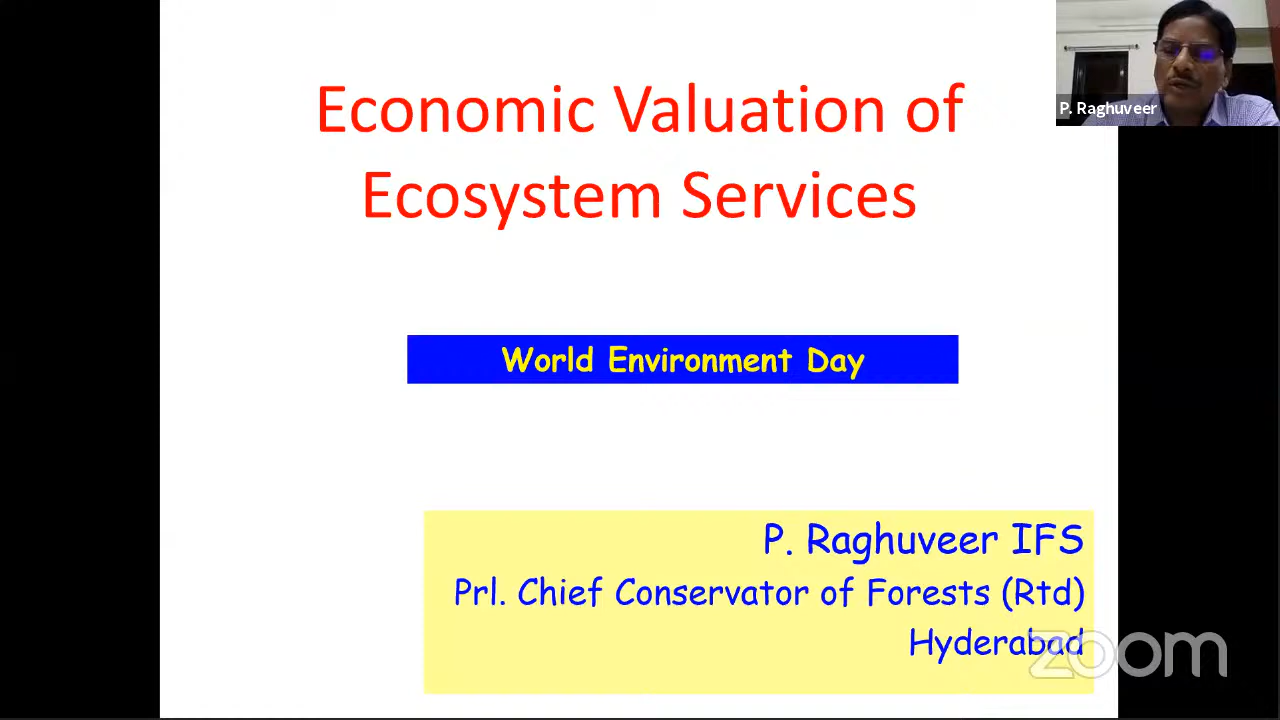 Economic Valuation of
Ecosystem Services
P. Raghuveer
World Environment Day
P. Raghuveer IFS
Prl. Chief Conservator of Forests (Rtd)
Hyderabad
zoom